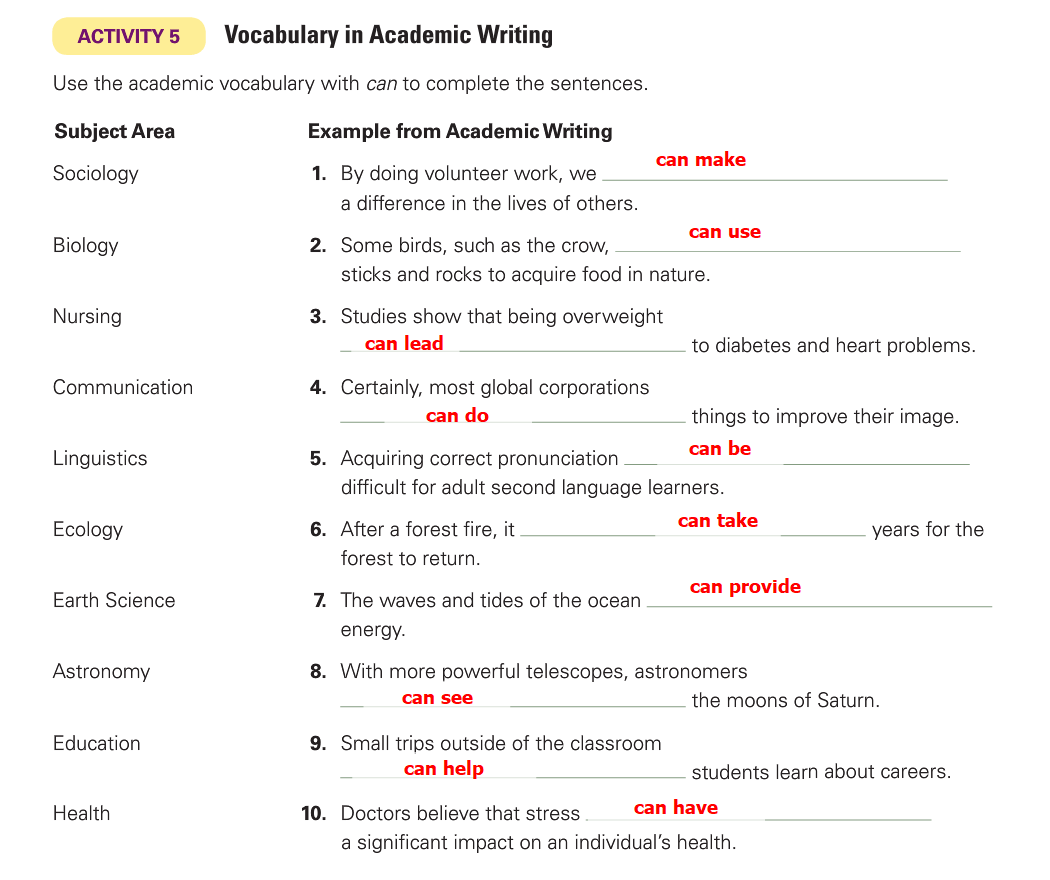 ACTIVITY 5 Vocabulary in Academic Writing
Use the academic vocabulary with can to complete the sentences.
Subject Area Example from Academic Writing
Sociology 1. By doing volunteer work, we can make
a difference in the lives of others.
Biology 2. Some birds, such as the crow, can use
sticks and rocks to acquire food in nature.
Nursing 3. Studies show that being overweight
can lead to diabetes and heart problems.
Communication 4. Certainly, most global corporations
can do things to improve their image.
Linguistics 5. Acquiring correct pronunciation can be
difficult for adult second language learners.
Ecology 6. After a forest fire, it can take years for the
forest to return.
Earth Science 7. The waves and tides of the ocean can provide
energy.
Astronomy 8. With more powerful telescopes, astronomers
can see the moons of Saturn.
Education 9. Small trips outside of the classroom
can help students learn about careers.
Health 10. Doctors believe that stress can have
a significant impact on an individual's health.